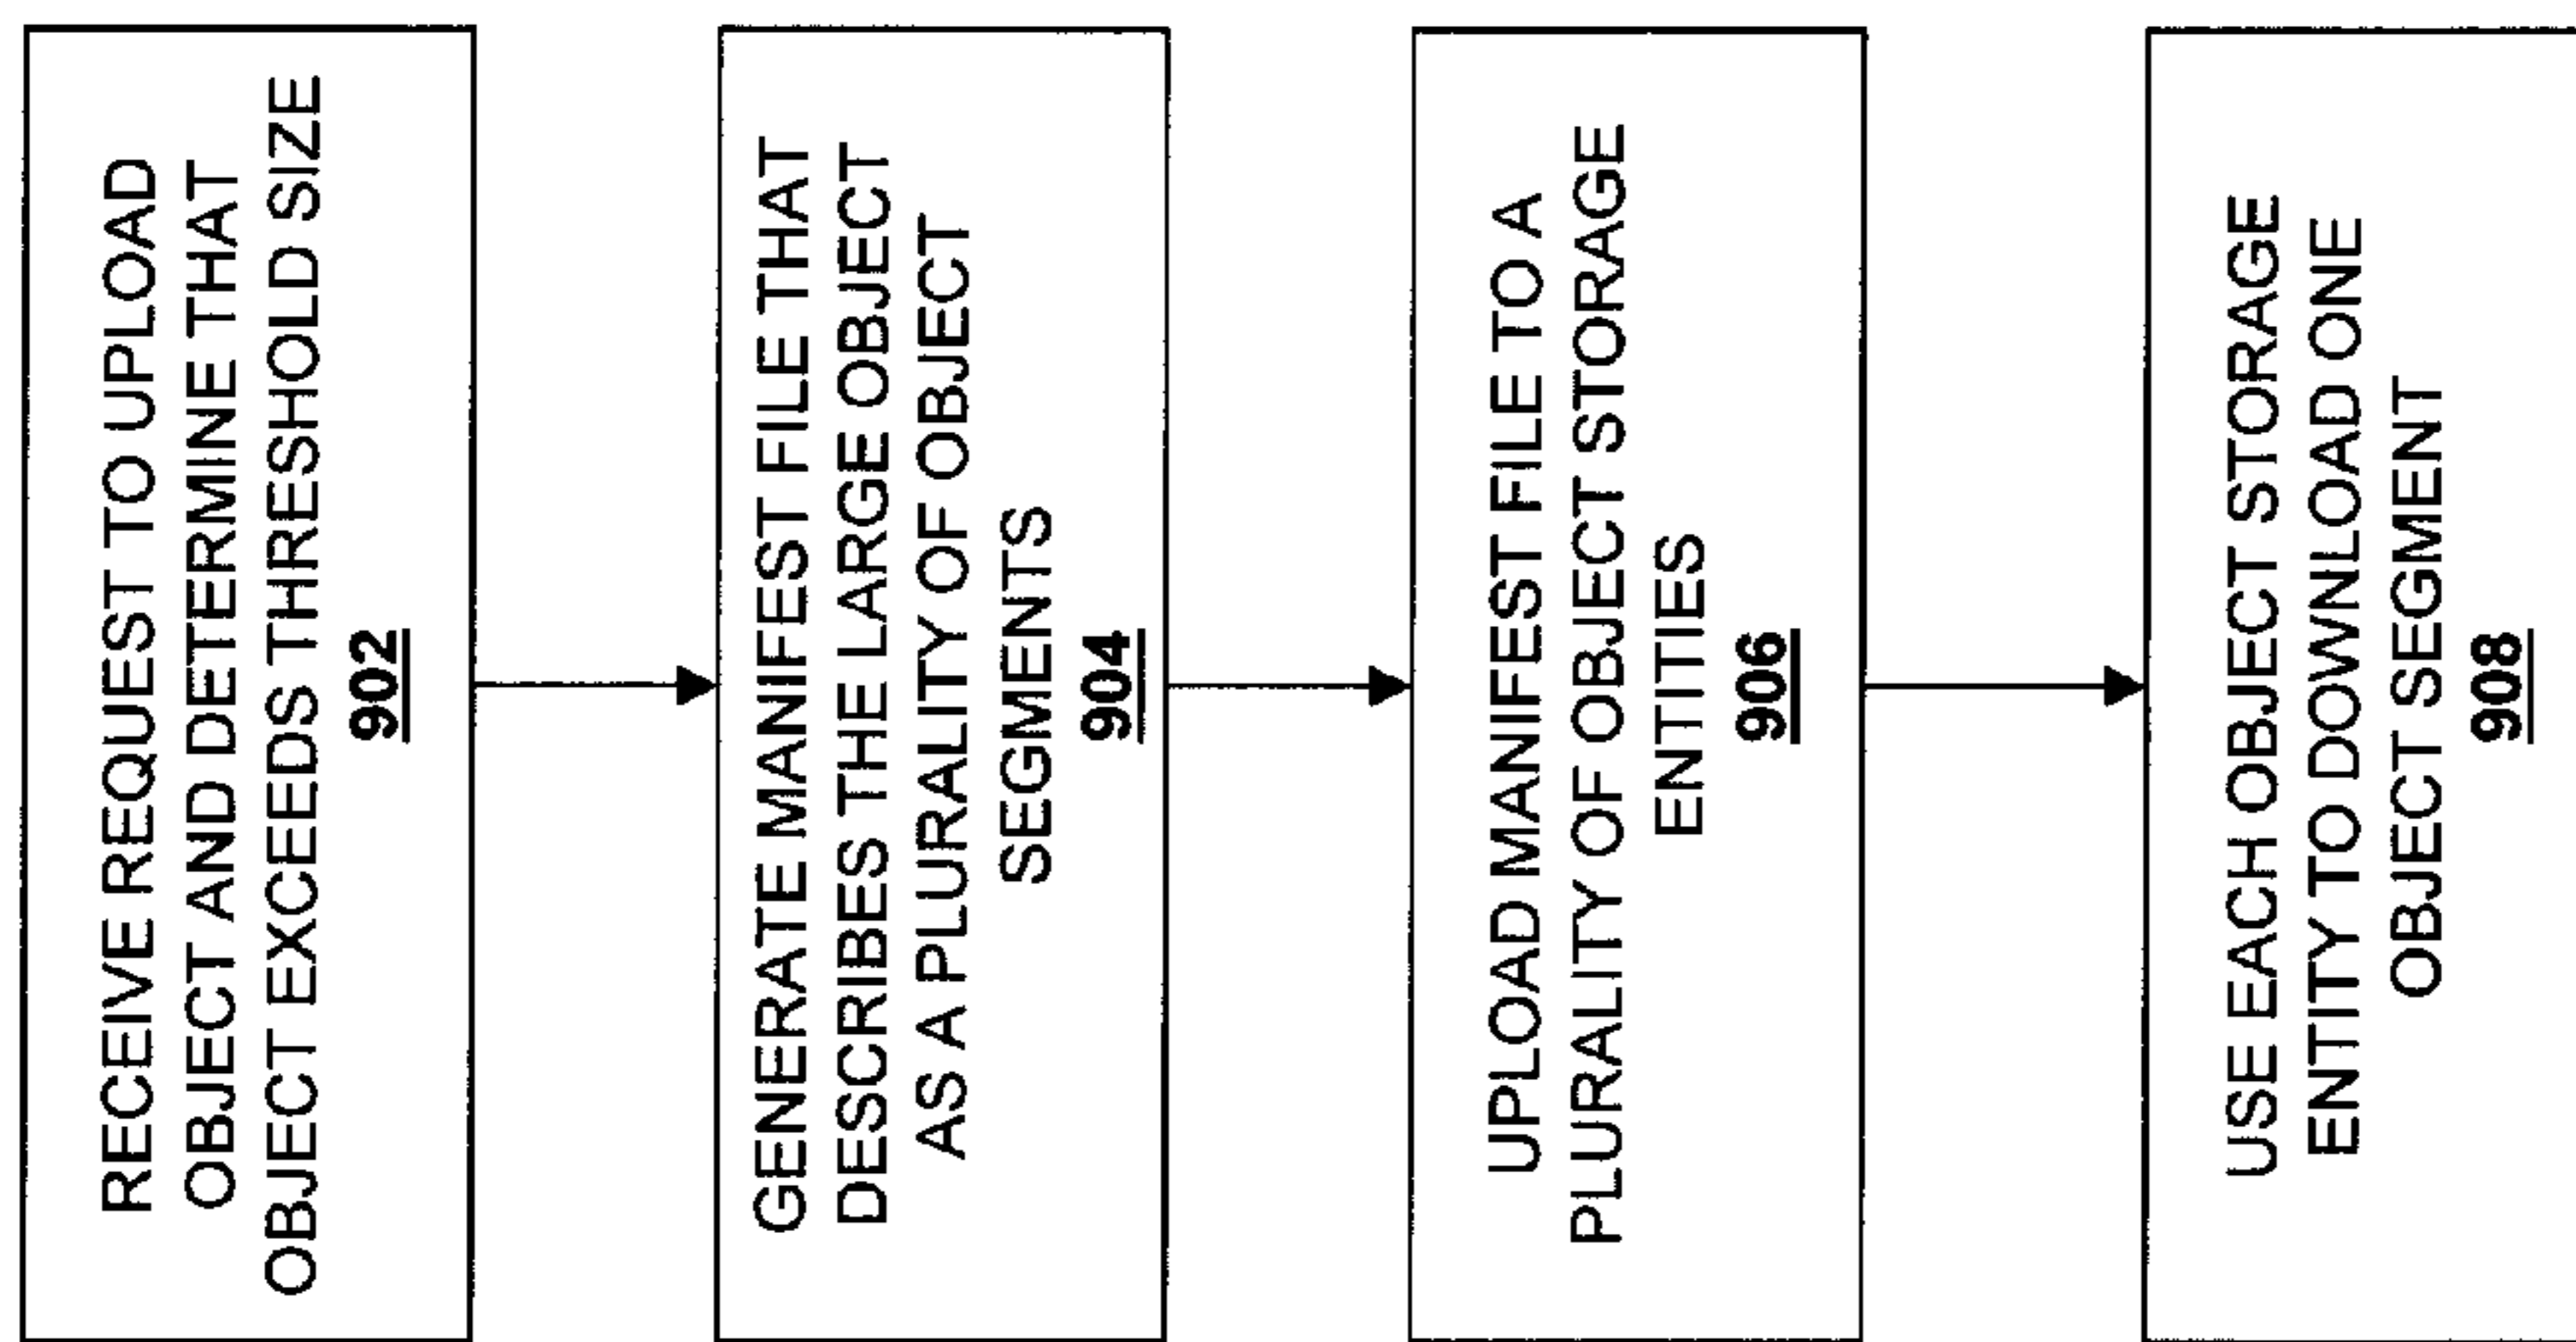 RECEIVE REQUEST TO UPLOAD
OBJECT AND DETERMINE THAT
OBJECT EXCEEDS THRESHOLD SIZE
902
GENERATE MANIFEST FILE THAT
DESCRIBES THE LARGE OBJECT
AS A PLURALITY OF OBJECT
SEGMENTS
904
UPLOAD MANIFEST FILE TO A
PLURALITY OF OBJECT STORAGE
ENTITIES
906
USE EACH OBJECT STORAGE
ENTITY TO DOWNLOAD ONE
OBJECT SEGMENT
908